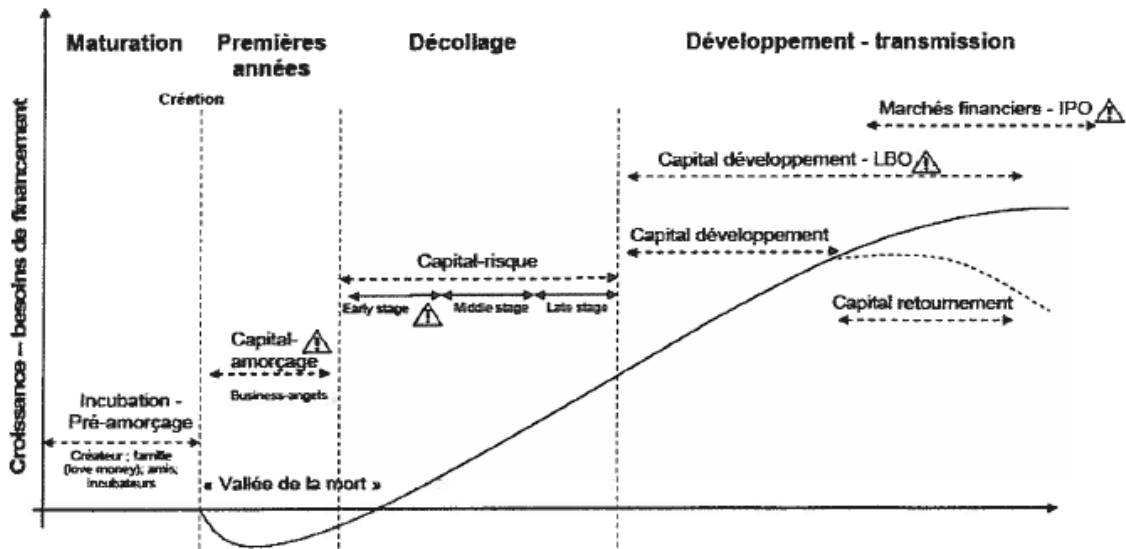 Maturation
Premières
années
Décollage
Développement - transmission
Création
Croissance – besoins de financement
Marchés financiers - IPO
Capital développement - LBO
Capital développement
Capital-risque
Early stage
Middle stage
Late stage
Capital retournement
Capital-
amorçage
Business-angels
Incubation -
Pré-amorçage
Créateur ; famille
(love money); amis;
incubateurs
« Vallée de la mort »